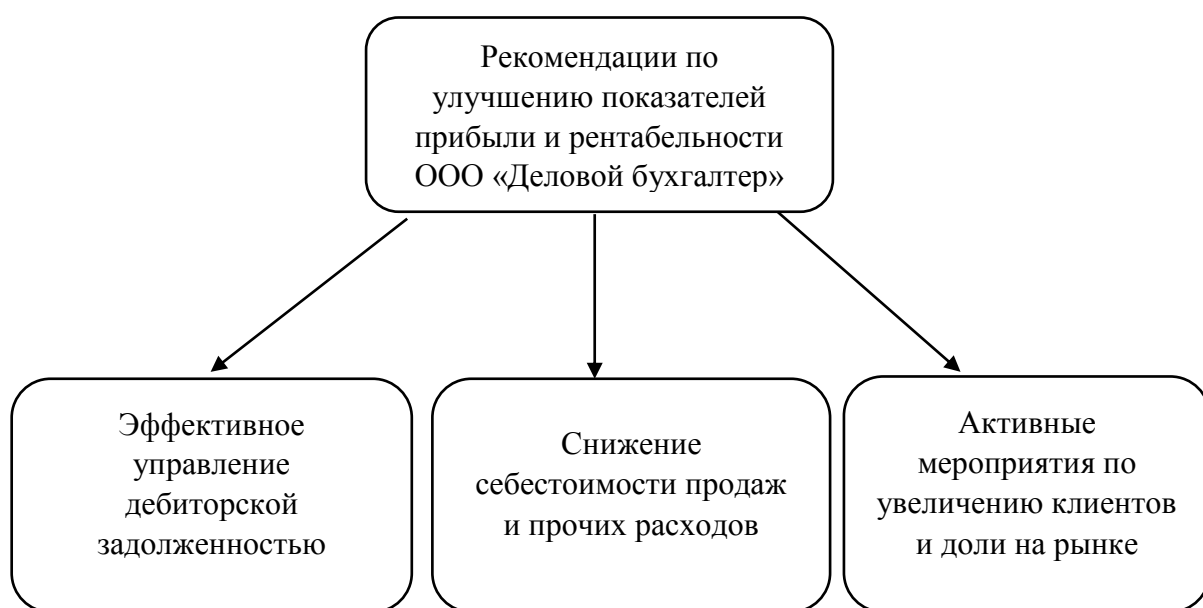 Рекомендации по
улучшению показателей
прибыли и рентабельности
ООО «Деловой бухгалтер»
Эффективное
управление
дебиторской
задолженностью
Снижение
себестоимости продаж
и прочих расходов
Активные
мероприятия по
увеличению клиентов
и доли на рынке